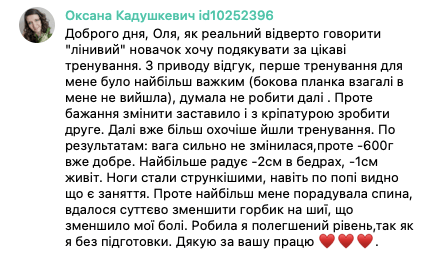 Оксана Кадушкевич id10252396
Доброго дня, Оля, як реальний відверто говорити
"лінивий" новачок хочу подякувати за цікаві
тренування. З приводу відгук, перше тренування для
мене було найбільш важким (бокова планка взагалі в
мене не вийшла), думала не робити далі . Проте
бажання змінити заставило і з кріпатурою зробити
друге. Далі вже більш охочіше йшли тренування. По
результатам: вага сильно не змінилася,проте -600г
вже добре. Найбільше радує -2см в бедрах, -1см
живіт. Ноги стали стрункішими, навіть по попі видно
що є заняття. Проте найбільш мене порадувала спина,
вдалося суттєво зменшити горбик на шиї, що
зменшило мої болі. Робила я полегшений рівень,так як
я без підготовки. Дякую за вашу працю ❤️❤️❤️ .